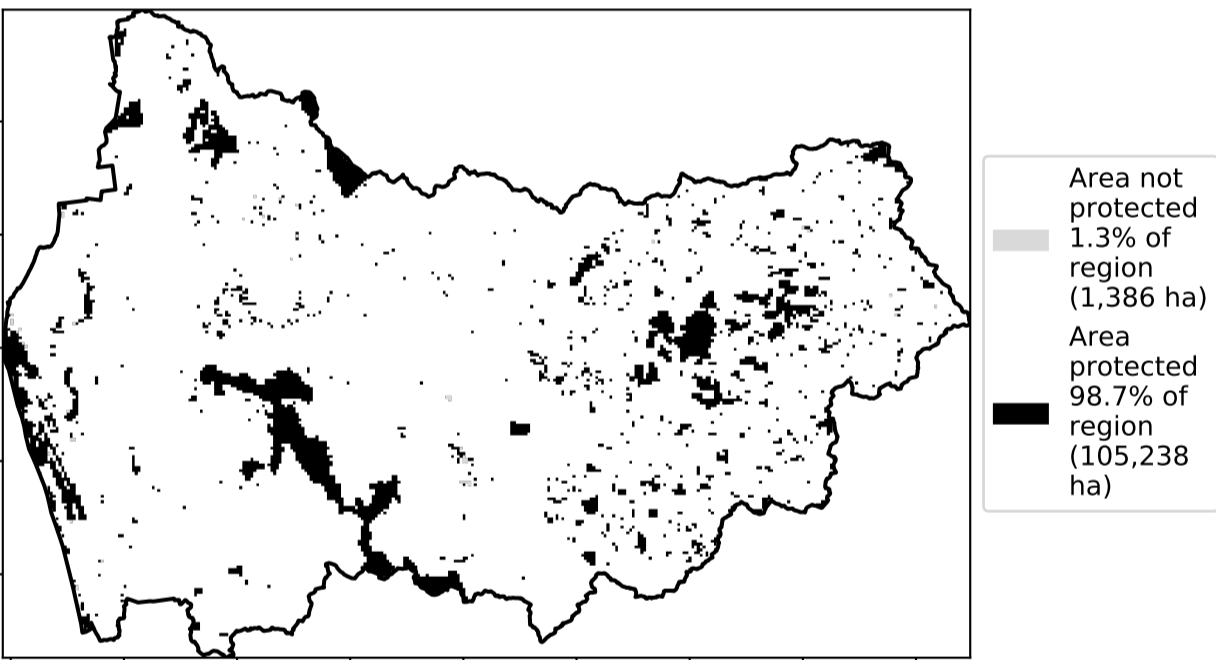 Area not
protected
1.3% of
region
(1,386 ha)
Area
protected
98.7% of
region
(105,238
ha)